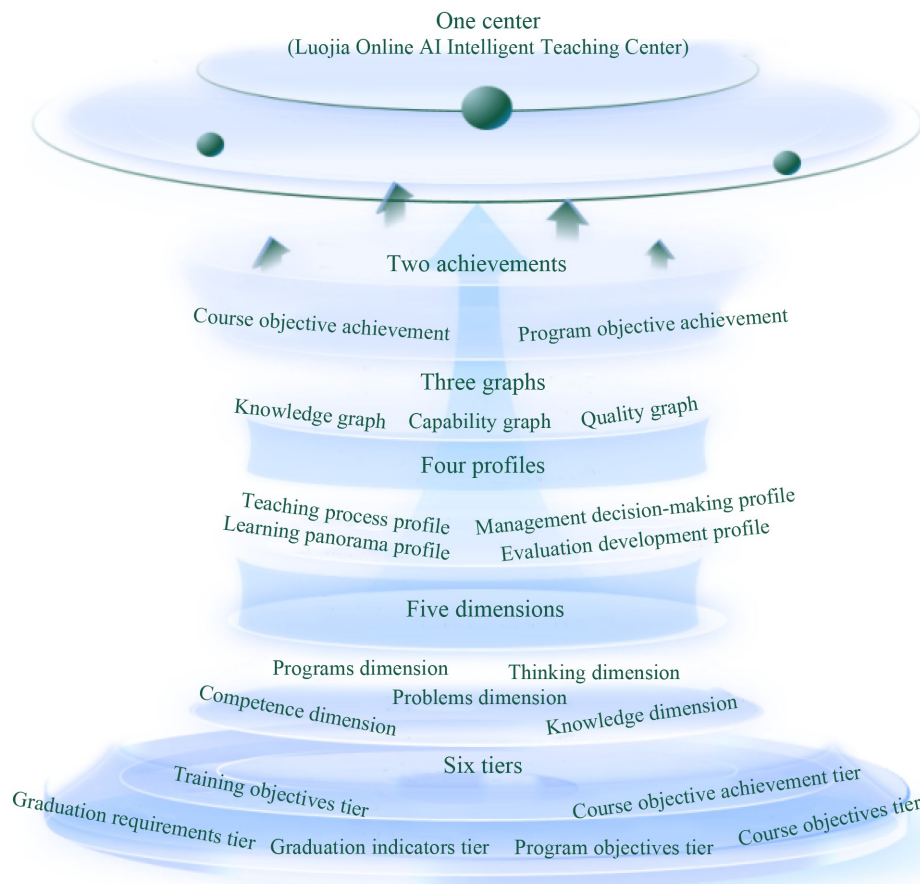 One center
(Luojia Online AI Intelligent Teaching Center)
Two achievements
Course objective achievement
Program objective achievement
Three graphs
Knowledge graph
Capability graph
Quality graph
Four profiles
Teaching process profile
Management decision-making profile
Learning panorama profile
Evaluation development profile
Five dimensions
Programs dimension
Thinking dimension
Problems dimension
Competence dimension
Knowledge dimension
Six tiers
Training objectives tier
Course objective achievement tier
Graduation requirements tier
Graduation indicators tier
Program objectives tier
Course objectives tier